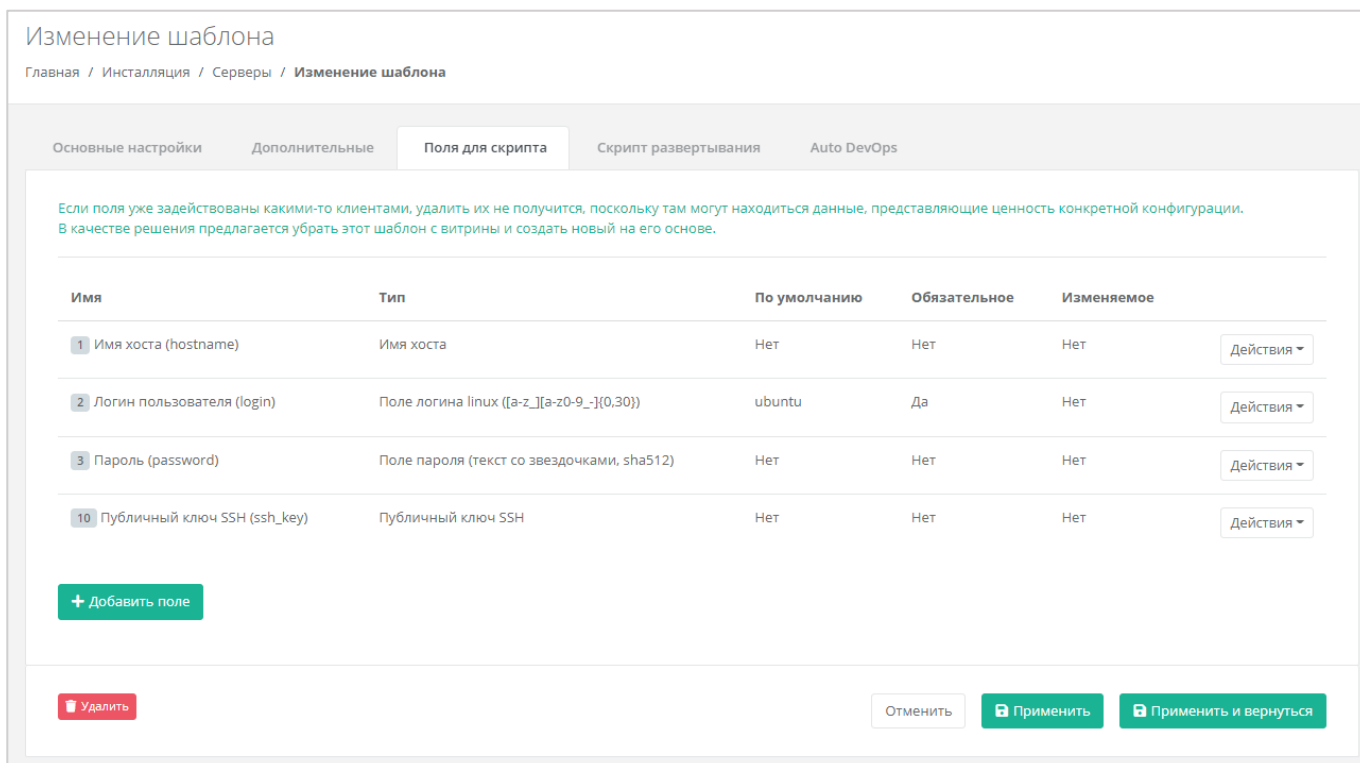 Изменение шаблона
Главная / Инсталляция / Серверы / Изменение шаблона
Основные настройки Дополнительные Поля для скрипта Скрипт развертывания Auto DevOps
Если поля уже задействованы какими-то клиентами, удалить их не получится, поскольку там могут находиться данные, представляющие ценность конкретной конфигурации.
В качестве решения предлагается убрать этот шаблон с витрины и создать новый на его основе.
Имя Тип По умолчанию Обязательное Изменяемое
1 Имя хоста (hostname) Имя хоста Нет Нет Нет Действия
2 Логин пользователя (login) Поле логина linux ([a-z_][a-z0-9_-]{0,30}) ubuntu Да Нет Действия
3 Пароль (password) Поле пароля (текст со звездочками, sha512) Нет Нет Нет Действия
10 Публичный ключ SSH (ssh_key) Публичный ключ SSH Нет Нет Нет Действия
+ Добавить поле
Удалить Отменить Применить Применить и вернуться